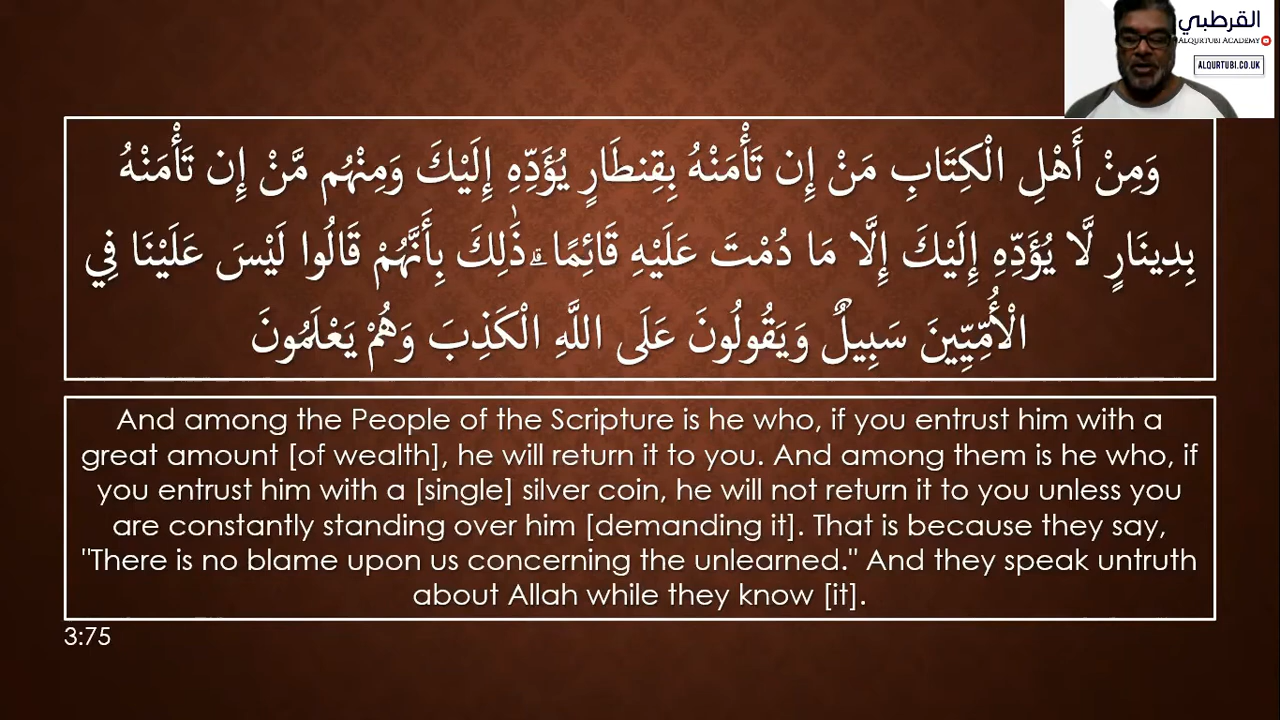 القرطبي
ALQURTUBI ACADEMY
ALQURTUBI.CO.UK
وَمِنْ أَهْلِ الْكِتَابِ مَنْ إِن تَأْمَنْهُ بِقِنطَارٍ يُؤَدِّهِ إِلَيْكَ وَمِنْهُم مَّنْ إِن تَأْمَنْهُ
بِدِينَارٍ لَّا يُؤَدِّهِ إِلَيْكَ إِلَّا مَا دُمْتَ عَلَيْهِ قَائِمًا ۗ ذَٰلِكَ بِأَنَّهُمْ قَالُوا لَيْسَ عَلَيْنَا فِي
الْأُمِّيِّينَ سَبِيلٌ وَيَقُولُونَ عَلَى اللَّهِ الْكَذِبَ وَهُمْ يَعْلَمُونَ
And among the People of the Scripture is he who, if you entrust him with a
great amount [of wealth], he will return it to you. And among them is he who, if
you entrust him with a [single] silver coin, he will not return it to you unless you
are constantly standing over him [demanding it]. That is because they say,
"There is no blame upon us concerning the unlearned." And they speak untruth
about Allah while they know [it].
3:75